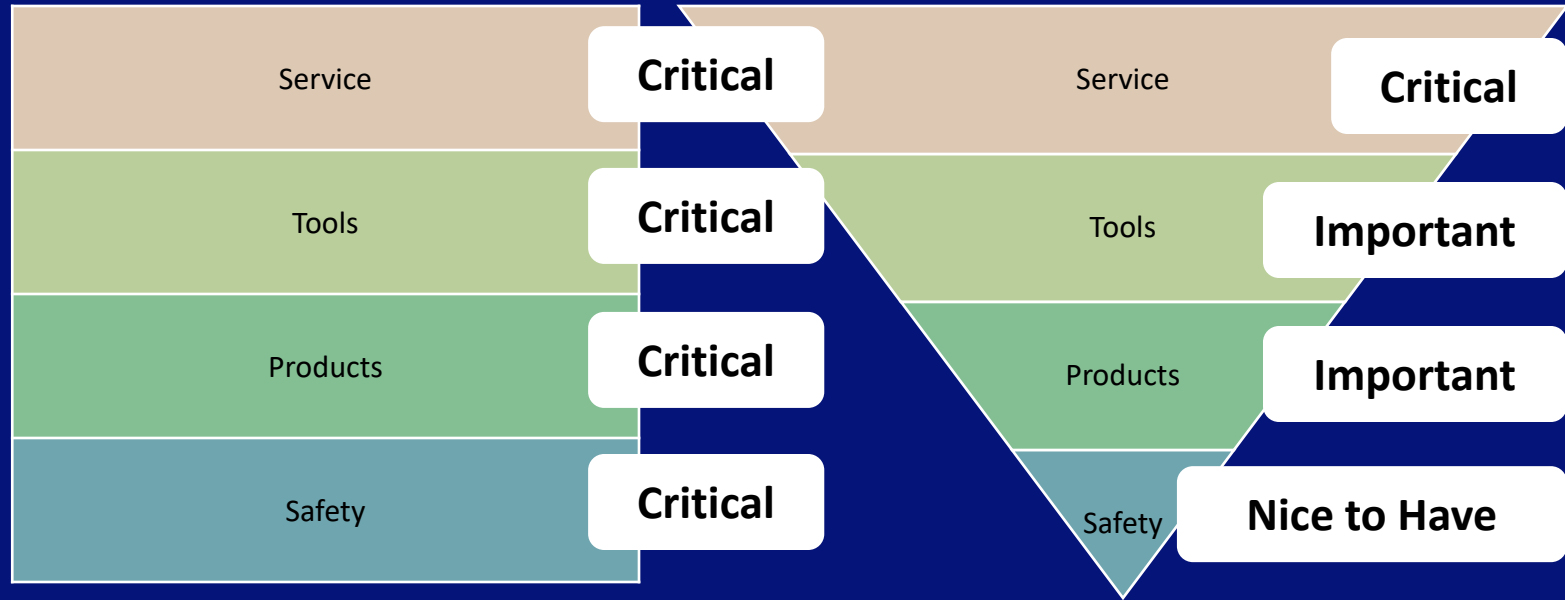 Service
Critical
Tools
Critical
Products
Critical
Safety
Critical
Service
Critical
Tools
Important
Products
Important
Safety
Nice to Have